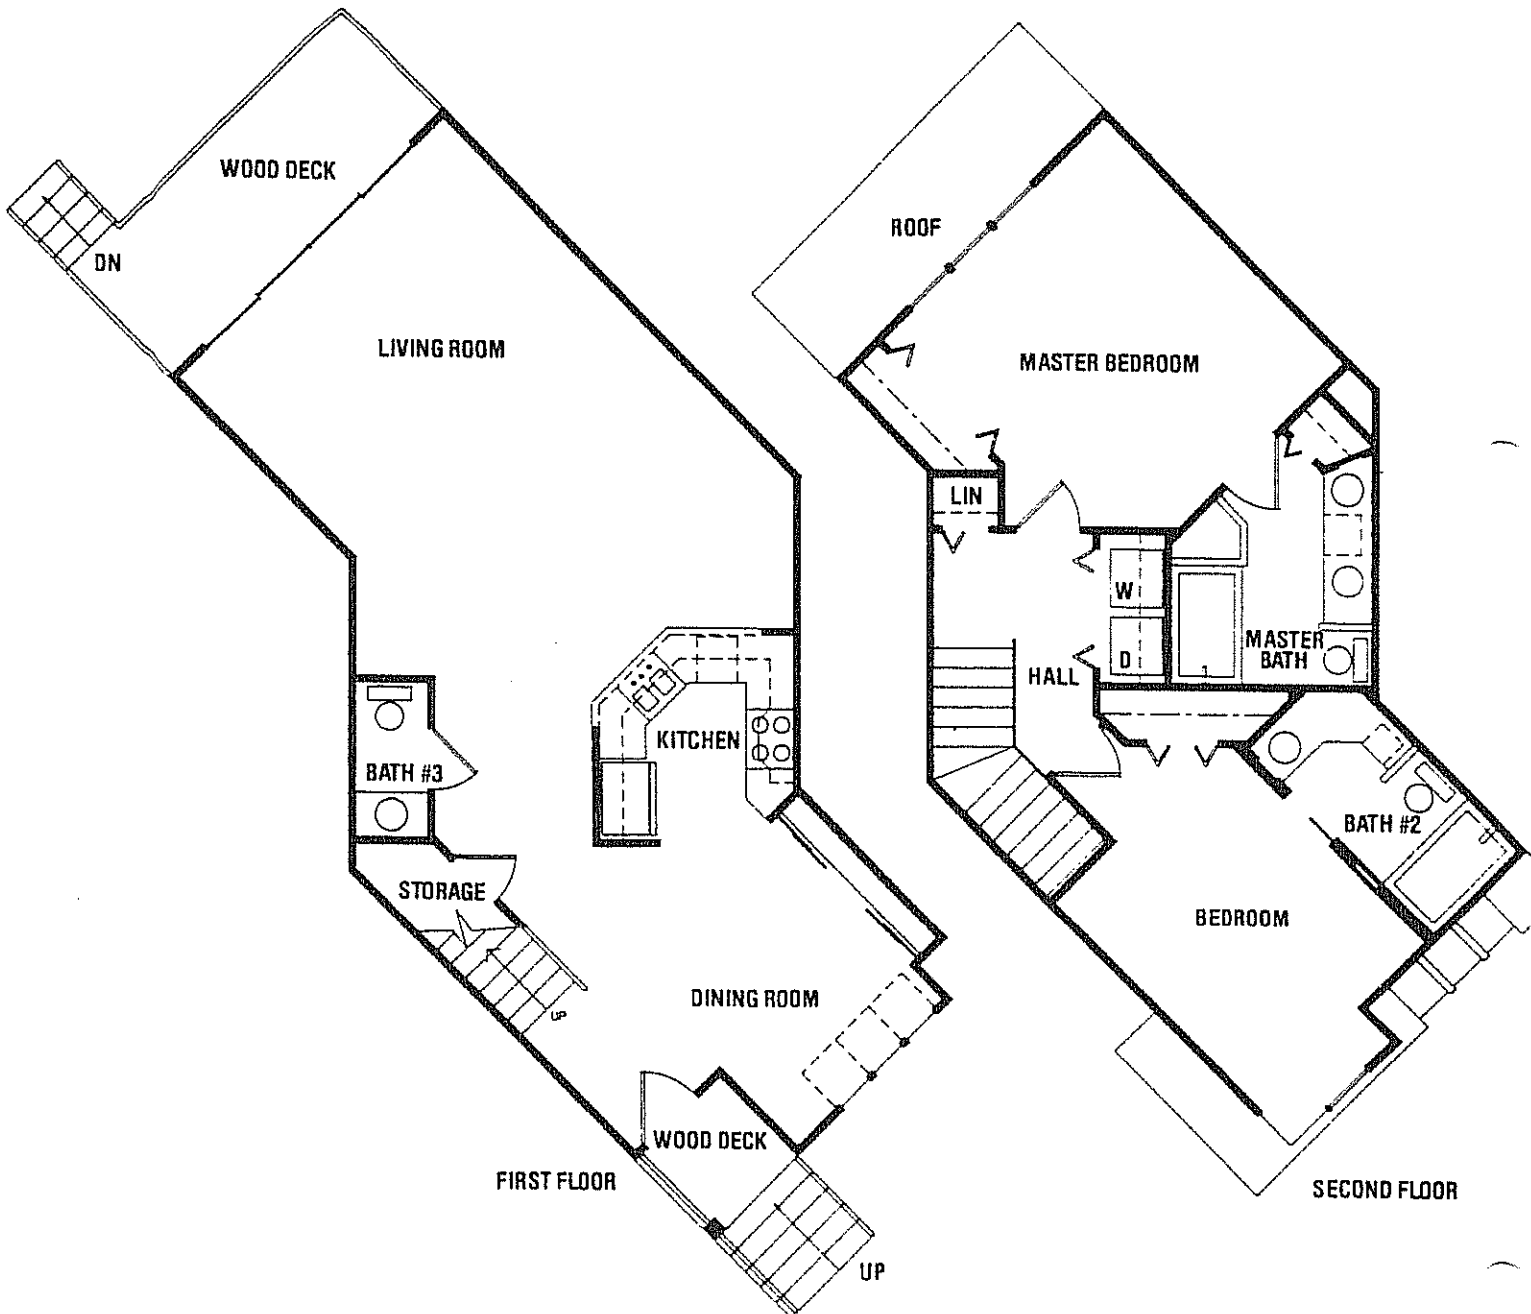 WOOD DECK
DN
LIVING ROOM
KITCHEN
BATH #3
STORAGE
UP
DINING ROOM
WOOD DECK
UP
FIRST FLOOR
ROOF
MASTER BEDROOM
LIN
W
D
HALL
MASTER
BATH
BATH #2
BEDROOM
SECOND FLOOR